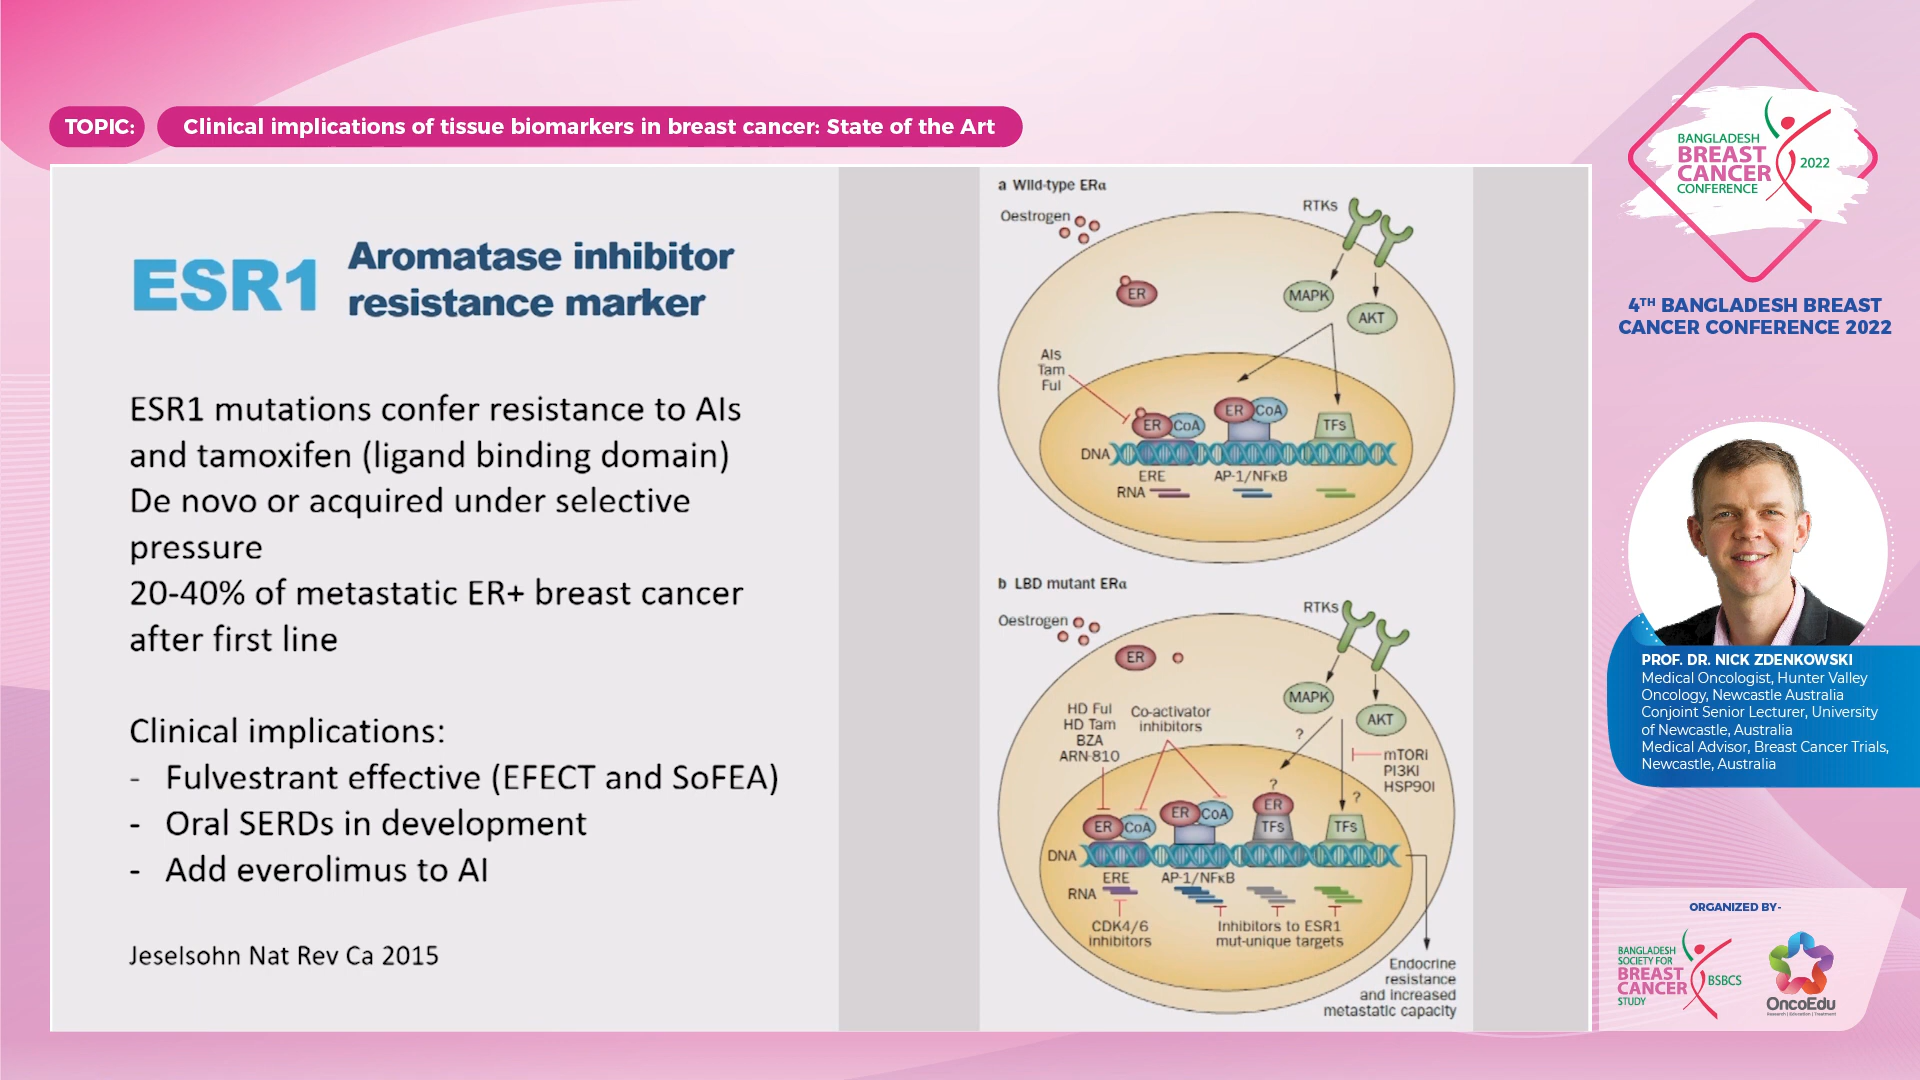 TOPIC:
Clinical implications of tissue biomarkers in breast cancer: State of the Art
ESR1
Aromatase inhibitor
resistance marker
ESR1 mutations confer resistance to AIs
and tamoxifen (ligand binding domain)
De novo or acquired under selective
pressure
20-40% of metastatic ER+ breast cancer
after first line
Clinical implications:
- Fulvestrant effective (EFECT and SoFEA)
- Oral SERDs in development
- Add everolimus to AI
Jeselsohn Nat Rev Ca 2015
a Wild-type ERα
Oestrogen
RTKs
ER
MAPK
AKT
AIs
Tam
Ful
ER
CoA
ER
CoA
TFs
DNA
ERE
AP-1/NFκB
RNA
b LBD mutant ERα
Oestrogen
RTKs
ER
MAPK
AKT
HD Ful
HD Tam
BZA
ARN-810
Co-activator
inhibitors
?
mTORi
PI3KI
HSP90I
?
?
ER
CoA
ER
CoA
ER
TFs
TFs
DNA
ERE
AP-1/NFκB
RNA
CDK4/6
inhibitors
Inhibitors to ESR1
mut-unique targets
Endocrine
resistance
and increased
metastatic capacity
BANGLADESH
BREAST
CANCER
CONFERENCE
2022
4TH BANGLADESH BREAST
CANCER CONFERENCE 2022
PROF. DR. NICK ZDENKOWSKI
Medical Oncologist, Hunter Valley
Oncology, Newcastle Australia
Conjoint Senior Lecturer, University
of Newcastle, Australia
Medical Advisor, Breast Cancer Trials,
Newcastle, Australia
ORGANIZED BY-
BANGLADESH
SOCIETY FOR
BREAST
CANCER
STUDY
BSBCS
OncoEdu
Research | Education | Treatment